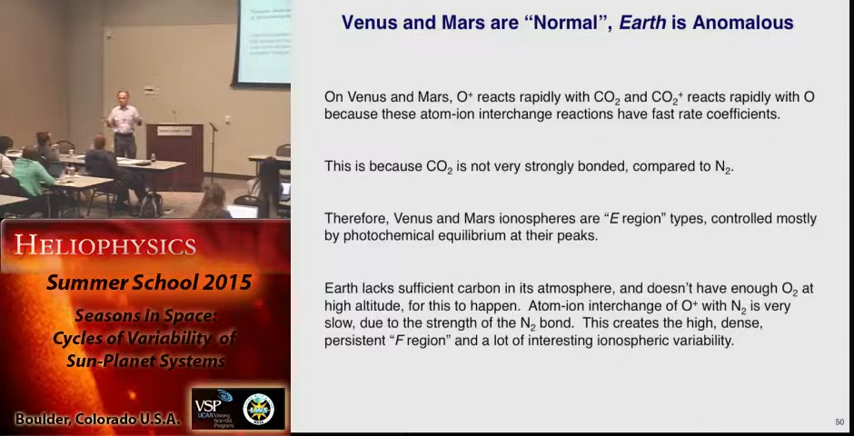 Venus and Mars are “Normal”, Earth is Anomalous
On Venus and Mars, O⁺ reacts rapidly with CO₂ and CO₂⁺ reacts rapidly with O
because these atom-ion interchange reactions have fast rate coefficients.
This is because CO₂ is not very strongly bonded, compared to N₂.
Therefore, Venus and Mars ionospheres are “E region” types, controlled mostly
by photochemical equilibrium at their peaks.
Earth lacks sufficient carbon in its atmosphere, and doesn’t have enough O₂ at
high altitude, for this to happen. Atom-ion interchange of O⁺ with N₂ is very
slow, due to the strength of the N₂ bond. This creates the high, dense,
persistent “F region” and a lot of interesting ionospheric variability.
50
HELIOPHYSICS
Summer School 2015
Seasons in Space:
Cycles of Variability of
Sun-Planet Systems
Boulder, Colorado U.S.A.
VSP
UCAR Visiting
Scientist
Programs